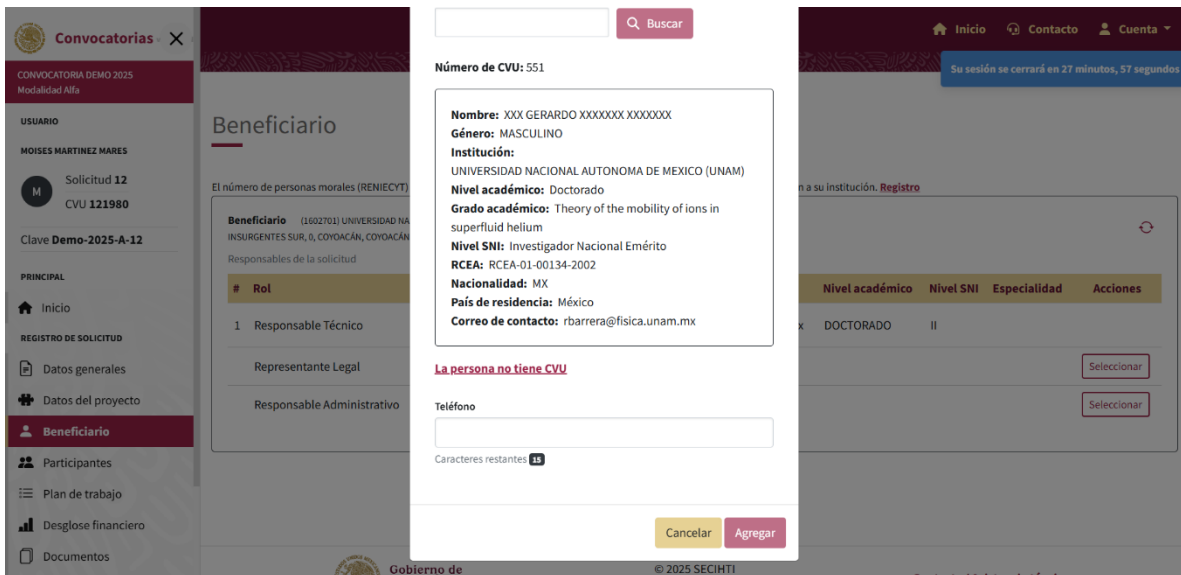 Convocatorias
CONVOCATORIA DEMO 2025
Modalidad Alfa
USUARIO
MOISES MARTINEZ MARES
M
Solicitud 12
CVU 121980
Clave Demo-2025-A-12
PRINCIPAL
Inicio
REGISTRO DE SOLICITUD
Datos generales
Datos del proyecto
Beneficiario
Participantes
Plan de trabajo
Desglose financiero
Documentos
Inicio
Contacto
Cuenta
Su sesión se cerrará en 27 minutos, 57 segundos
Beneficiario
El número de personas morales (RENIECYT)
a su institución. Registro
Beneficiario (1602701) UNIVERSIDAD NA
INSURGENTES SUR, 0, COYOACÁN, COYOACÁN
Responsables de la solicitud
# Rol
Nivel académico Nivel SNI Especialidad Acciones
1 Responsable Técnico
x DOCTORADO II
Representante Legal
Seleccionar
Responsable Administrativo
Seleccionar
Buscar
Número de CVU: 551
Nombre: XXX GERARDO XXXXXXX XXXXXXX
Género: MASCULINO
Institución:
UNIVERSIDAD NACIONAL AUTONOMA DE MEXICO (UNAM)
Nivel académico: Doctorado
Grado académico: Theory of the mobility of ions in
superfluid helium
Nivel SNI: Investigador Nacional Emérito
RCEA: RCEA-01-00134-2002
Nacionalidad: MX
País de residencia: México
Correo de contacto: rbarrera@fisica.unam.mx
La persona no tiene CVU
Teléfono
Caracteres restantes 15
Cancelar
Agregar
Gobierno de
© 2025 SECIHTI